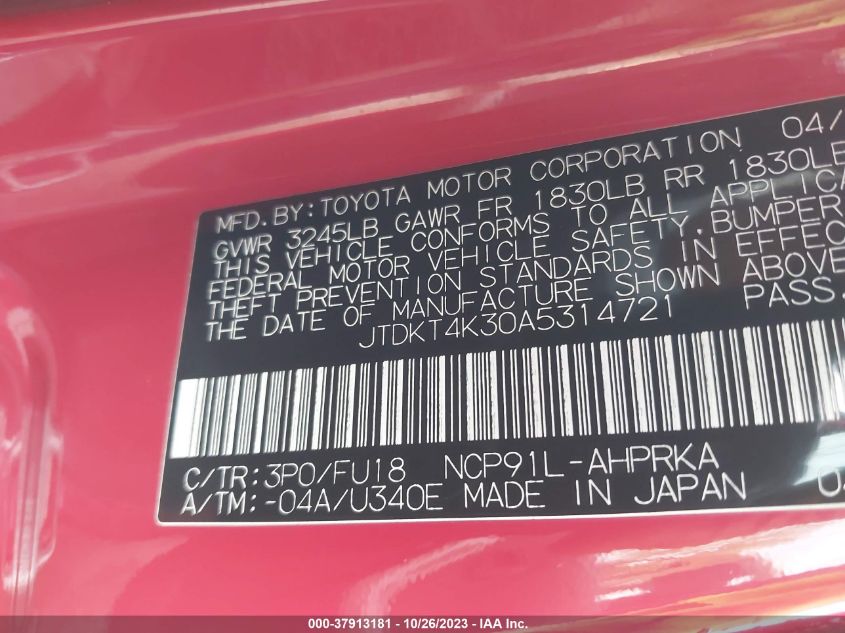 MFD.BY:TOYOTA MOTOR CORPORATION 04/
GVWR 3245LB GAWR FR 1830LB RR 1830LB
THIS VEHICLE CONFORMS TO ALL APPLICA
FEDERAL MOTOR VEHICLE SAFETY,BUMPER
THEFT PREVENTION STANDARDS IN EFFEC
THE DATE OF MANUFACTURE SHOWN ABOVE
JTDKT4K30A5314721 PASS.
C/TR:3P0/FU18 NCP91L-AHPRKA
A/TM:-04A/U340E MADE IN JAPAN
000-37913181 - 10/26/2023 - IAA Inc.